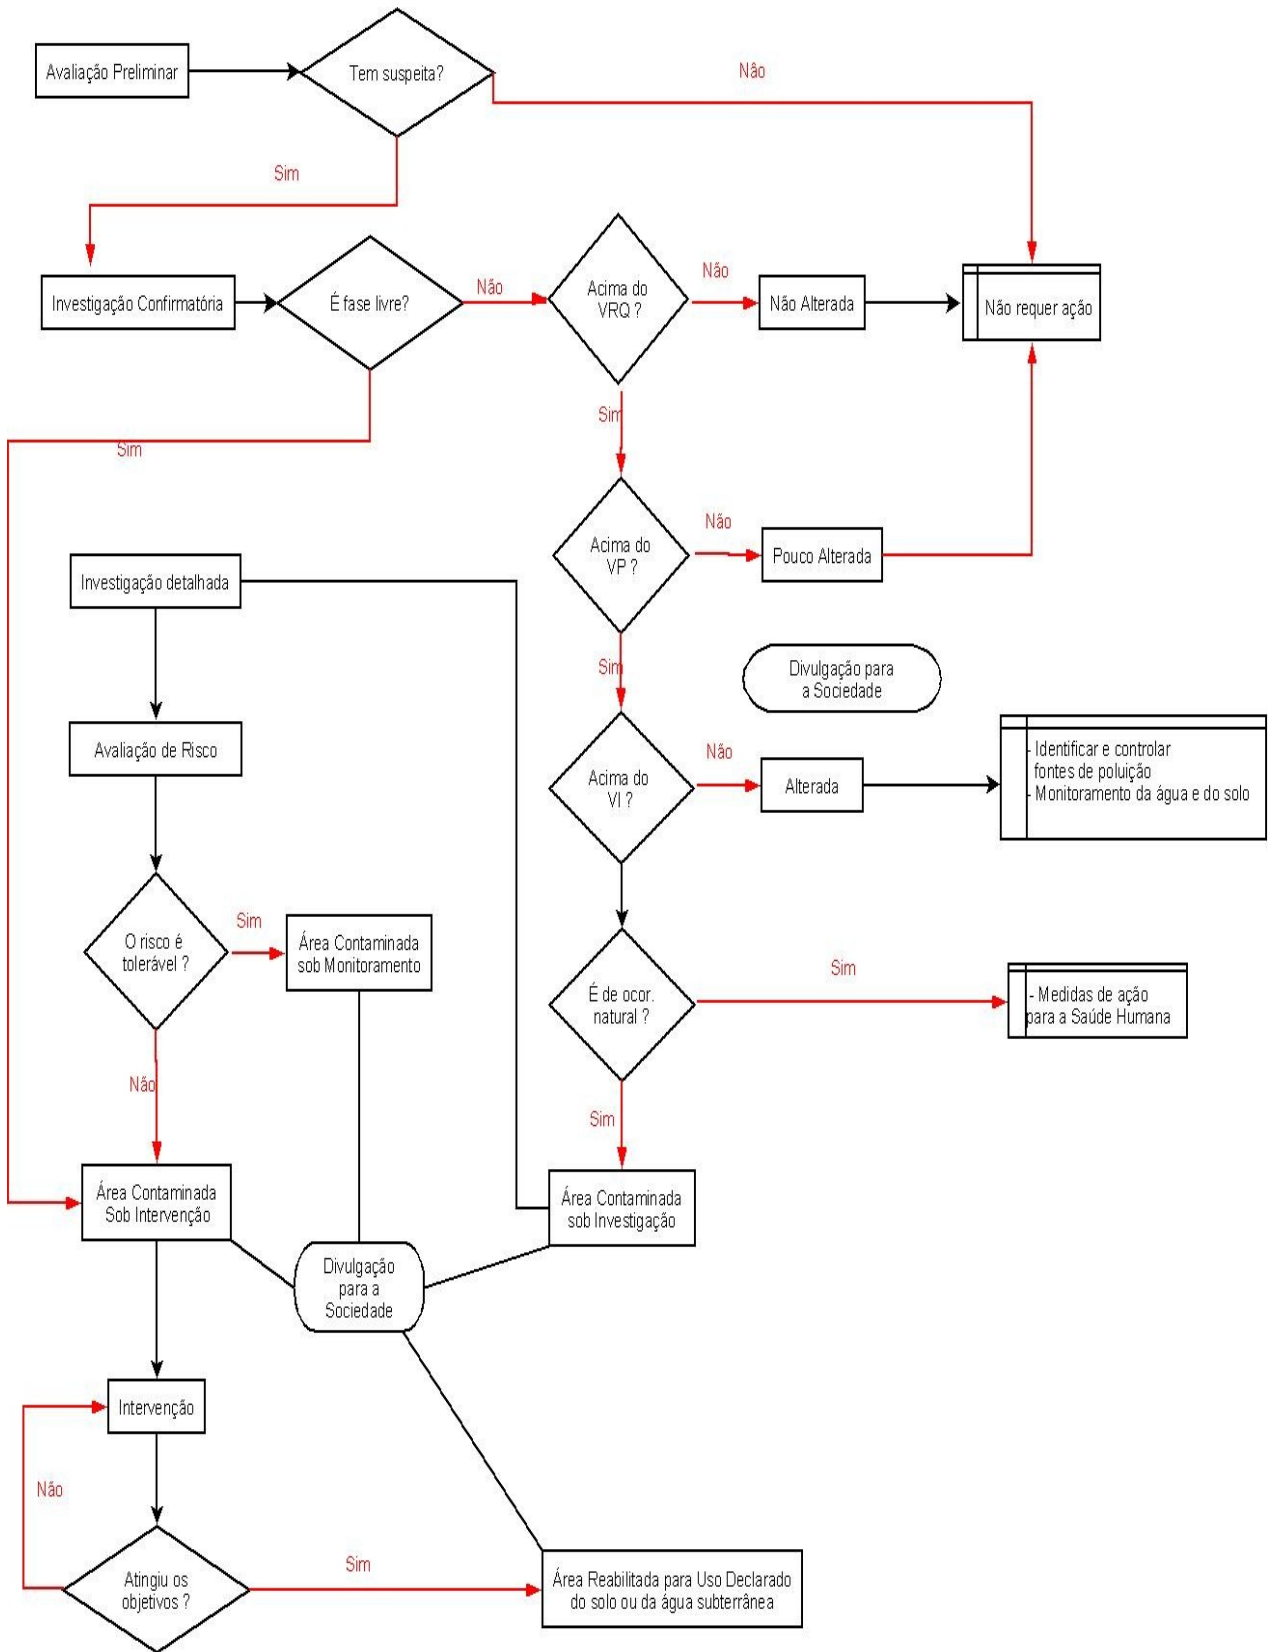 Avaliação Preliminar
Tem suspeita?
Não
Sim
Investigação Confirmatória
É fase livre?
Não
Acima do
VRQ ?
Não
Não Alterada
Não requer ação
Sim
Sim
Acima do
VP ?
Não
Pouco Alterada
Investigação detalhada
Sim
Divulgação para
a Sociedade
Avaliação de Risco
Acima do
VI ?
Não
Alterada
- Identificar e controlar
fontes de poluição
- Monitoramento da água e do solo
O risco é
tolerável ?
Sim
Área Contaminada
sob Monitoramento
É de ocor.
natural ?
Sim
- Medidas de ação
para a Saúde Humana
Não
Sim
Área Contaminada
Sob Intervenção
Área Contaminada
sob Investigação
Divulgação
para a
Sociedade
Intervenção
Não
Atingiu os
objetivos ?
Sim
Área Reabilitada para Uso Declarado
do solo ou da água subterrânea